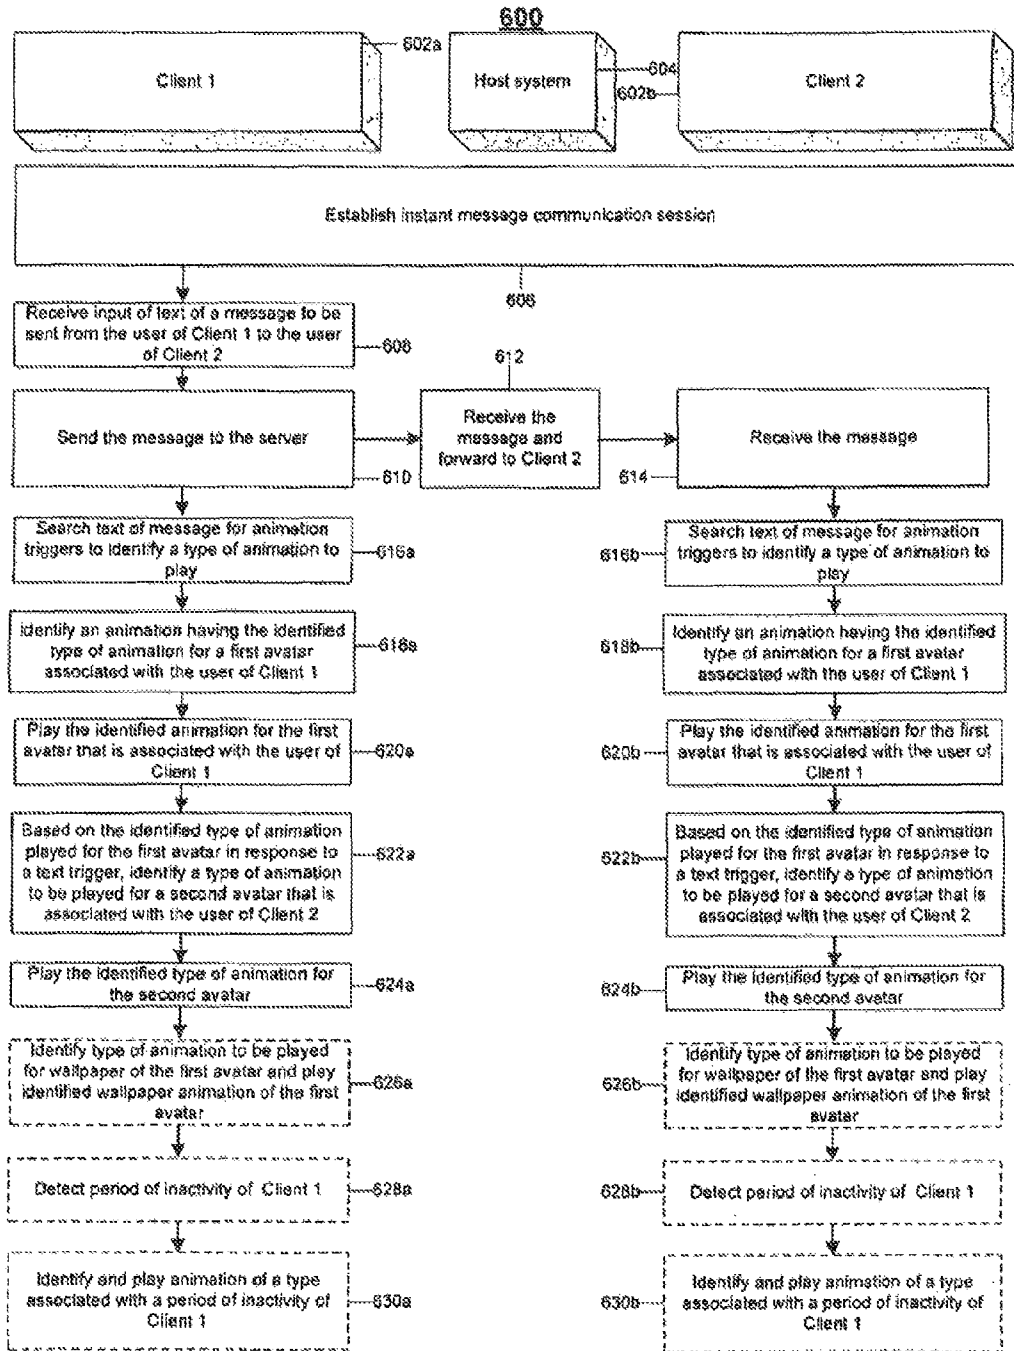 600
Client 1
602a
Host system
604
602b
Client 2
Establish instant message communication session
606
Receive input of text of a message to be
sent from the user of Client 1 to the user
of Client 2
608
612
Send the message to the server
610
Receive the
message and
forward to Client 2
614
Receive the message
Search text of message for animation
triggers to identify a type of animation to
play
616a
616b
Search text of message for animation
triggers to identify a type of animation to
play
Identify an animation having the identified
type of animation for a first avatar
associated with the user of Client 1
618a
618b
Identify an animation having the identified
type of animation for a first avatar
associated with the user of Client 1
Play the identified animation for the first
avatar that is associated with the user of
Client 1
620a
620b
Play the identified animation for the first
avatar that is associated with the user of
Client 1
Based on the identified type of animation
played for the first avatar in response to
a text trigger, identify a type of animation
to be played for a second avatar that is
associated with the user of Client 2
622a
622b
Based on the identified type of animation
played for the first avatar in response to
a text trigger, identify a type of animation
to be played for a second avatar that is
associated with the user of Client 2
Play the identified type of animation for
the second avatar
624a
624b
Play the identified type of animation for
the second avatar
Identify type of animation to be played
for wallpaper of the first avatar and play
identified wallpaper animation of the first
avatar
626a
626b
Identify type of animation to be played
for wallpaper of the first avatar and play
identified wallpaper animation of the first
avatar
Detect period of inactivity of Client 1
628a
628b
Detect period of inactivity of Client 1
Identify and play animation of a type
associated with a period of inactivity of
Client 1
630a
630b
Identify and play animation of a type
associated with a period of inactivity of
Client 1